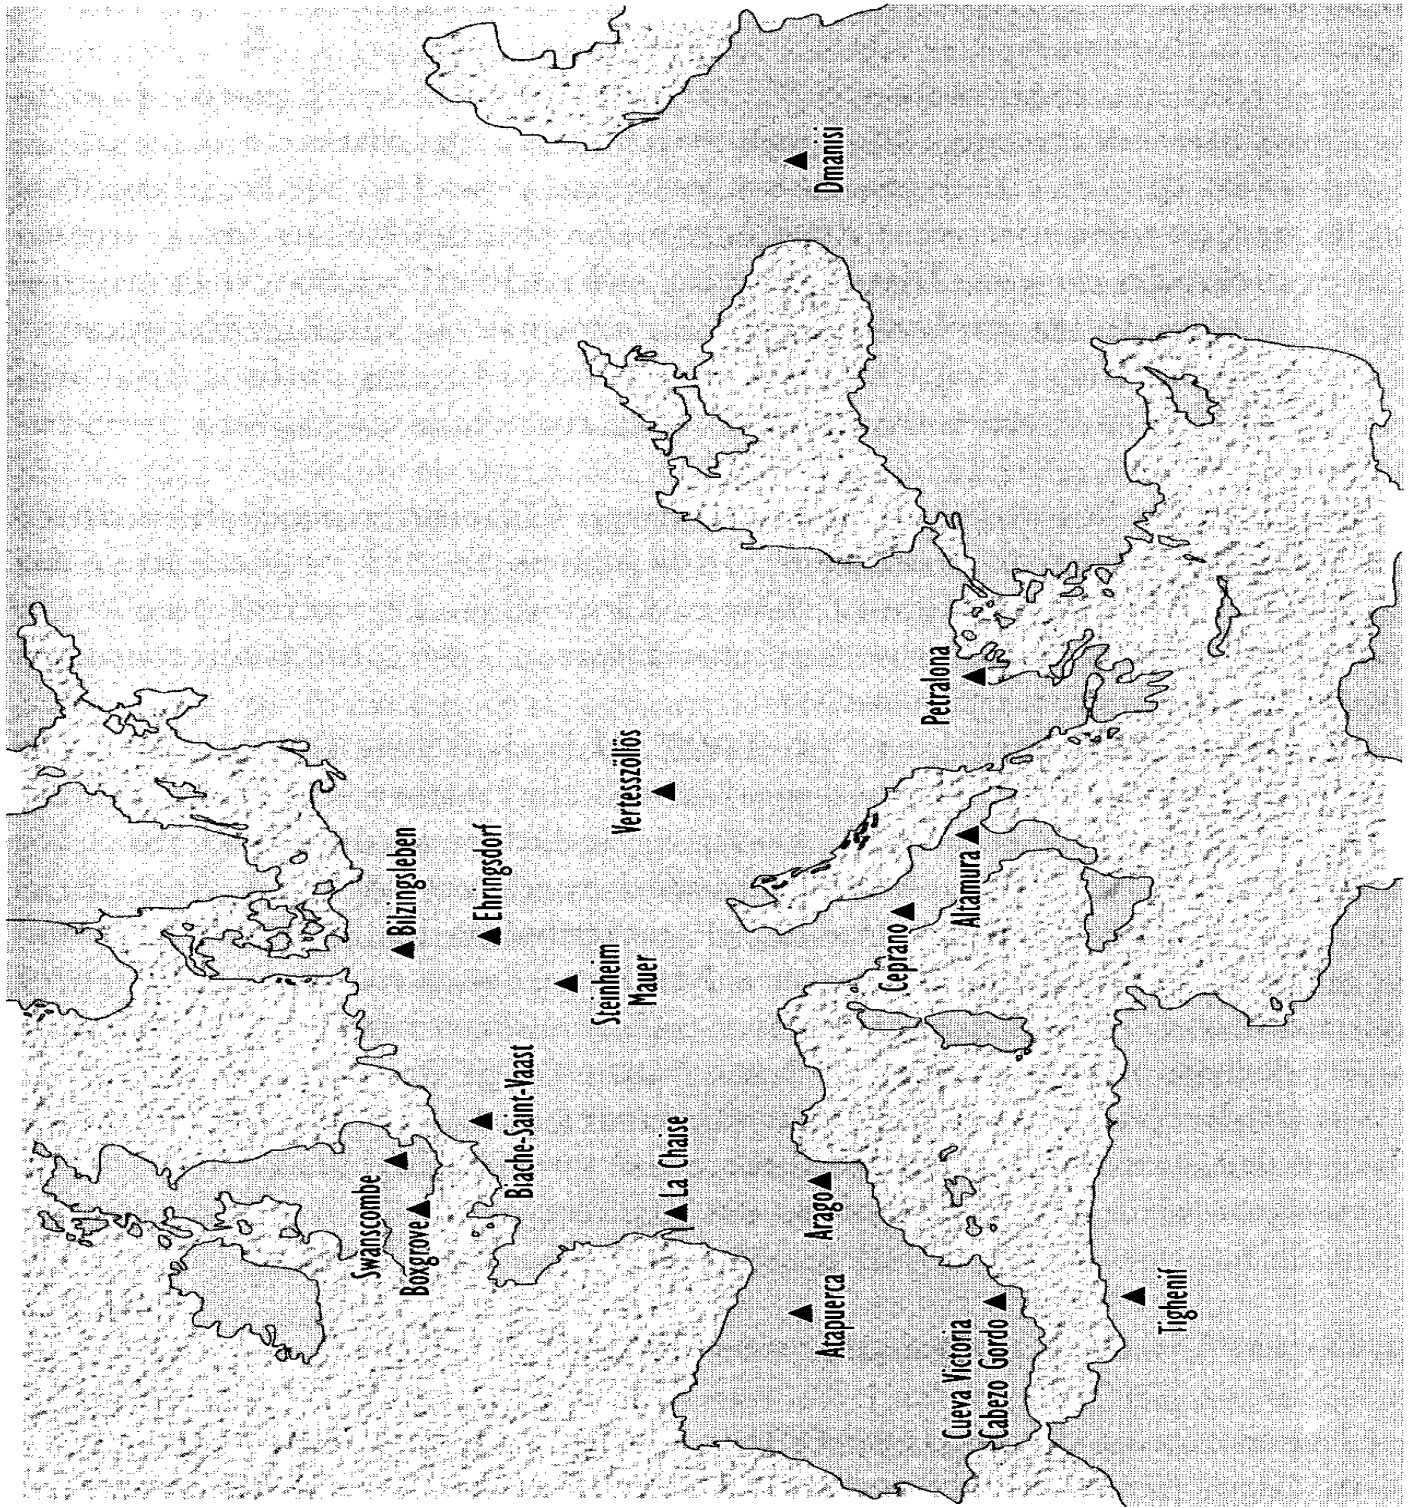 Swanscombe
Boxgrove
Biache-Saint-Vaast
Bilzingsleben
Ehringsdorf
Steinheim
Mauer
Vertesszöllös
La Chaise
Arago
Atapuerca
Cueva Victoria
Cabezo Gordo
Tighenif
Ceprano
Altamura
Petralona
Dmanisi